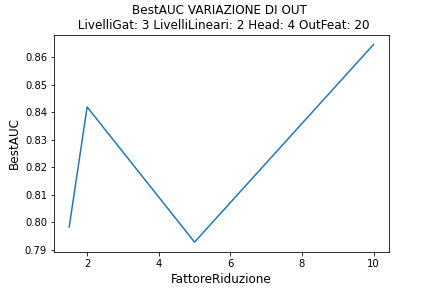 BestAUC VARIAZIONE DI OUT
LivelliGat: 3 LivelliLineari: 2 Head: 4 OutFeat: 20
0.86
0.85
0.84
0.83
0.82
0.81
0.80
0.79
BestAUC
2 4 6 8 10
FattoreRiduzione